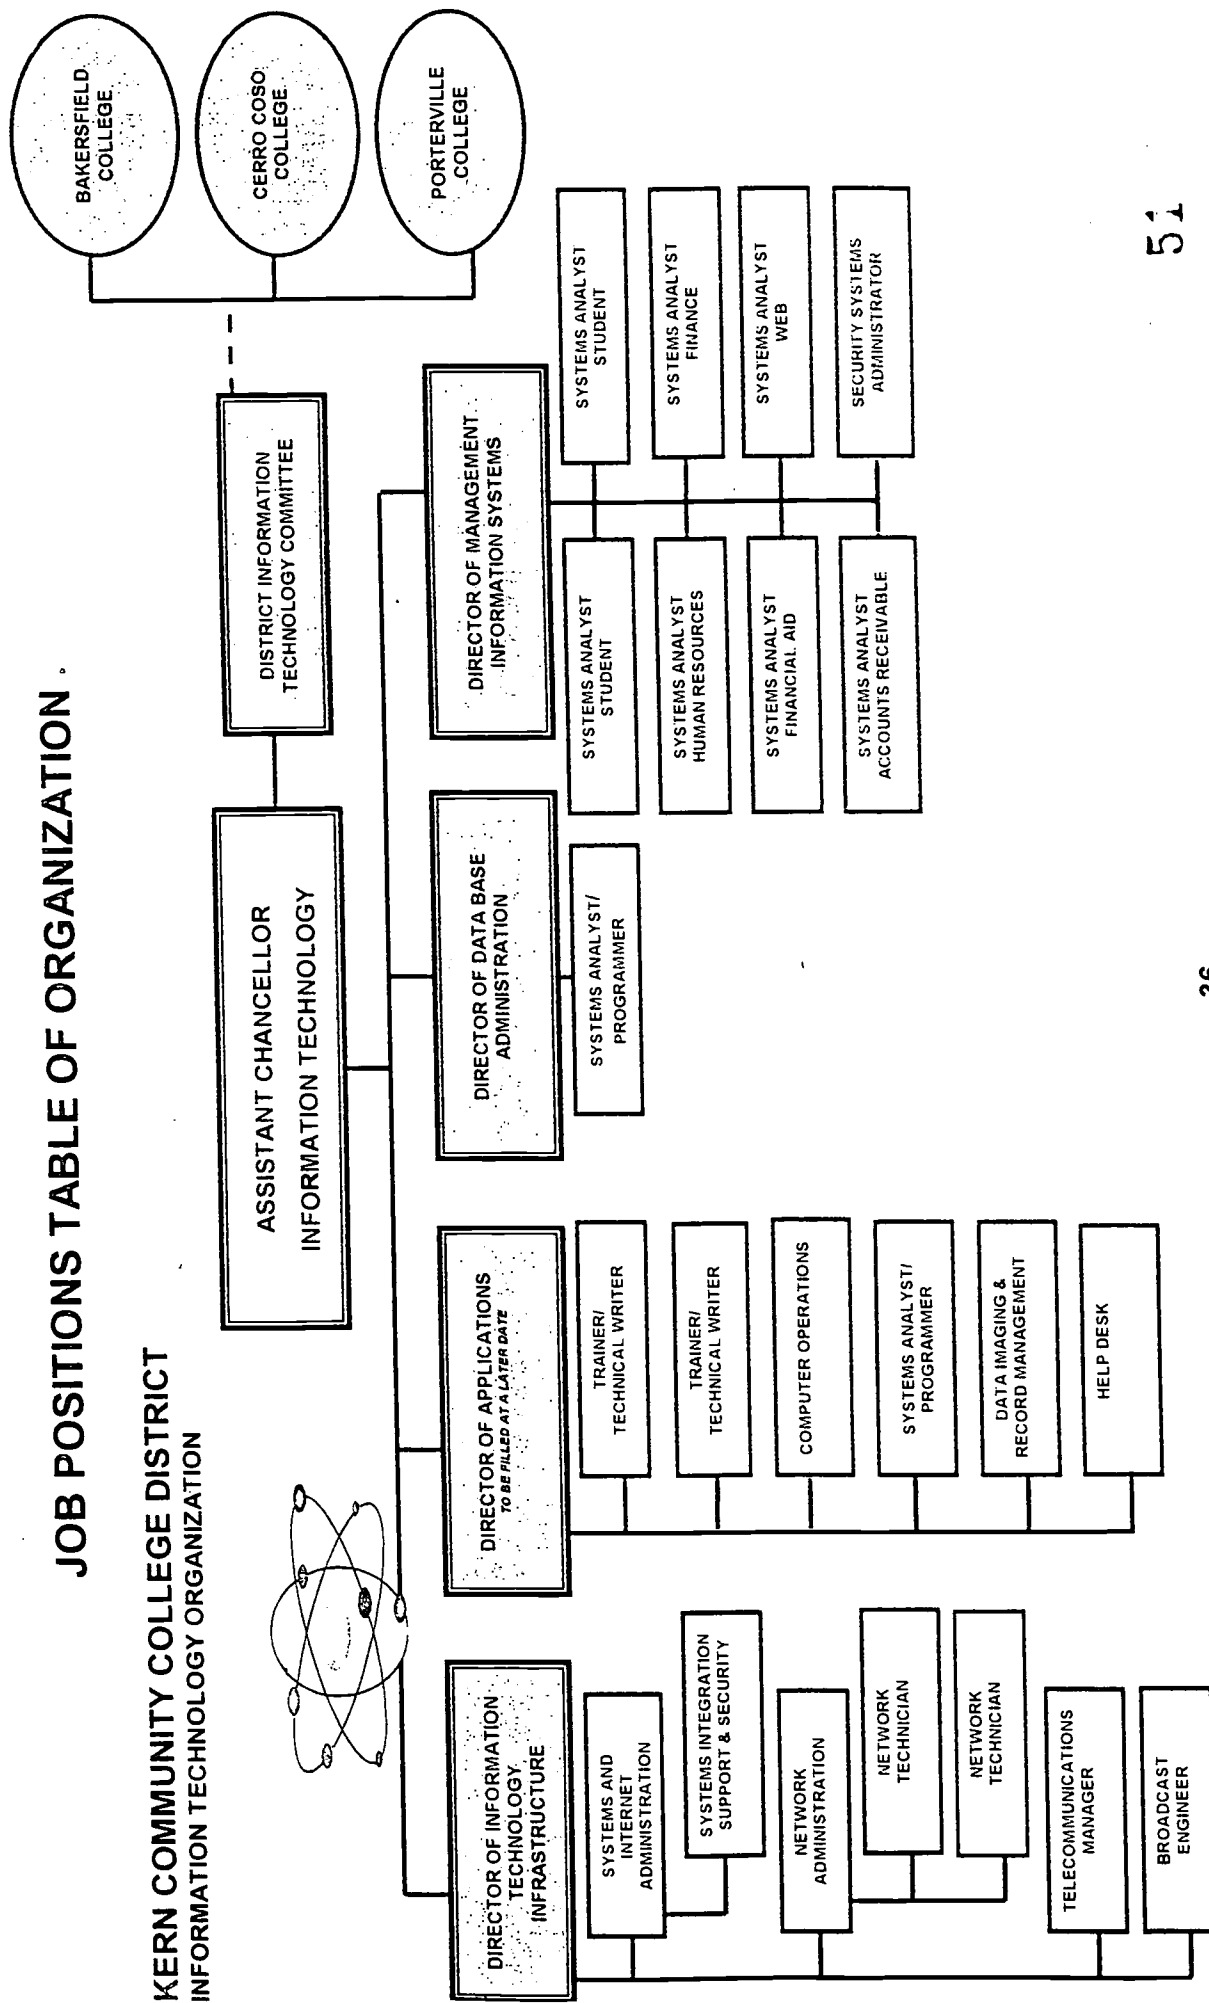 JOB POSITIONS TABLE OF ORGANIZATION
KERN COMMUNITY COLLEGE DISTRICT
INFORMATION TECHNOLOGY ORGANIZATION
ASSISTANT CHANCELLOR
INFORMATION TECHNOLOGY
DISTRICT INFORMATION
TECHNOLOGY COMMITTEE
BAKERSFIELD
COLLEGE
CERRO COSO
COLLEGE
PORTERVILLE
COLLEGE
DIRECTOR OF INFORMATION
TECHNOLOGY
INFRASTRUCTURE
SYSTEMS AND
INTERNET
ADMINISTRATION
SYSTEMS INTEGRATION
SUPPORT & SECURITY
NETWORK
ADMINISTRATION
NETWORK
TECHNICIAN
NETWORK
TECHNICIAN
TELECOMMUNICATIONS
MANAGER
BROADCAST
ENGINEER
DIRECTOR OF APPLICATIONS
TO BE FILLED AT A LATER DATE
TRAINER/
TECHNICAL WRITER
TRAINER/
TECHNICAL WRITER
COMPUTER OPERATIONS
SYSTEMS ANALYST/
PROGRAMMER
DATA IMAGING &
RECORD MANAGEMENT
HELP DESK
DIRECTOR OF DATA BASE
ADMINISTRATION
SYSTEMS ANALYST/
PROGRAMMER
DIRECTOR OF MANAGEMENT
INFORMATION SYSTEMS
SYSTEMS ANALYST
STUDENT
SYSTEMS ANALYST
HUMAN RESOURCES
SYSTEMS ANALYST
FINANCIAL AID
SYSTEMS ANALYST
ACCOUNTS RECEIVABLE
SYSTEMS ANALYST
STUDENT
SYSTEMS ANALYST
FINANCE
SYSTEMS ANALYST
WEB
SECURITY SYSTEMS
ADMINISTRATOR
51